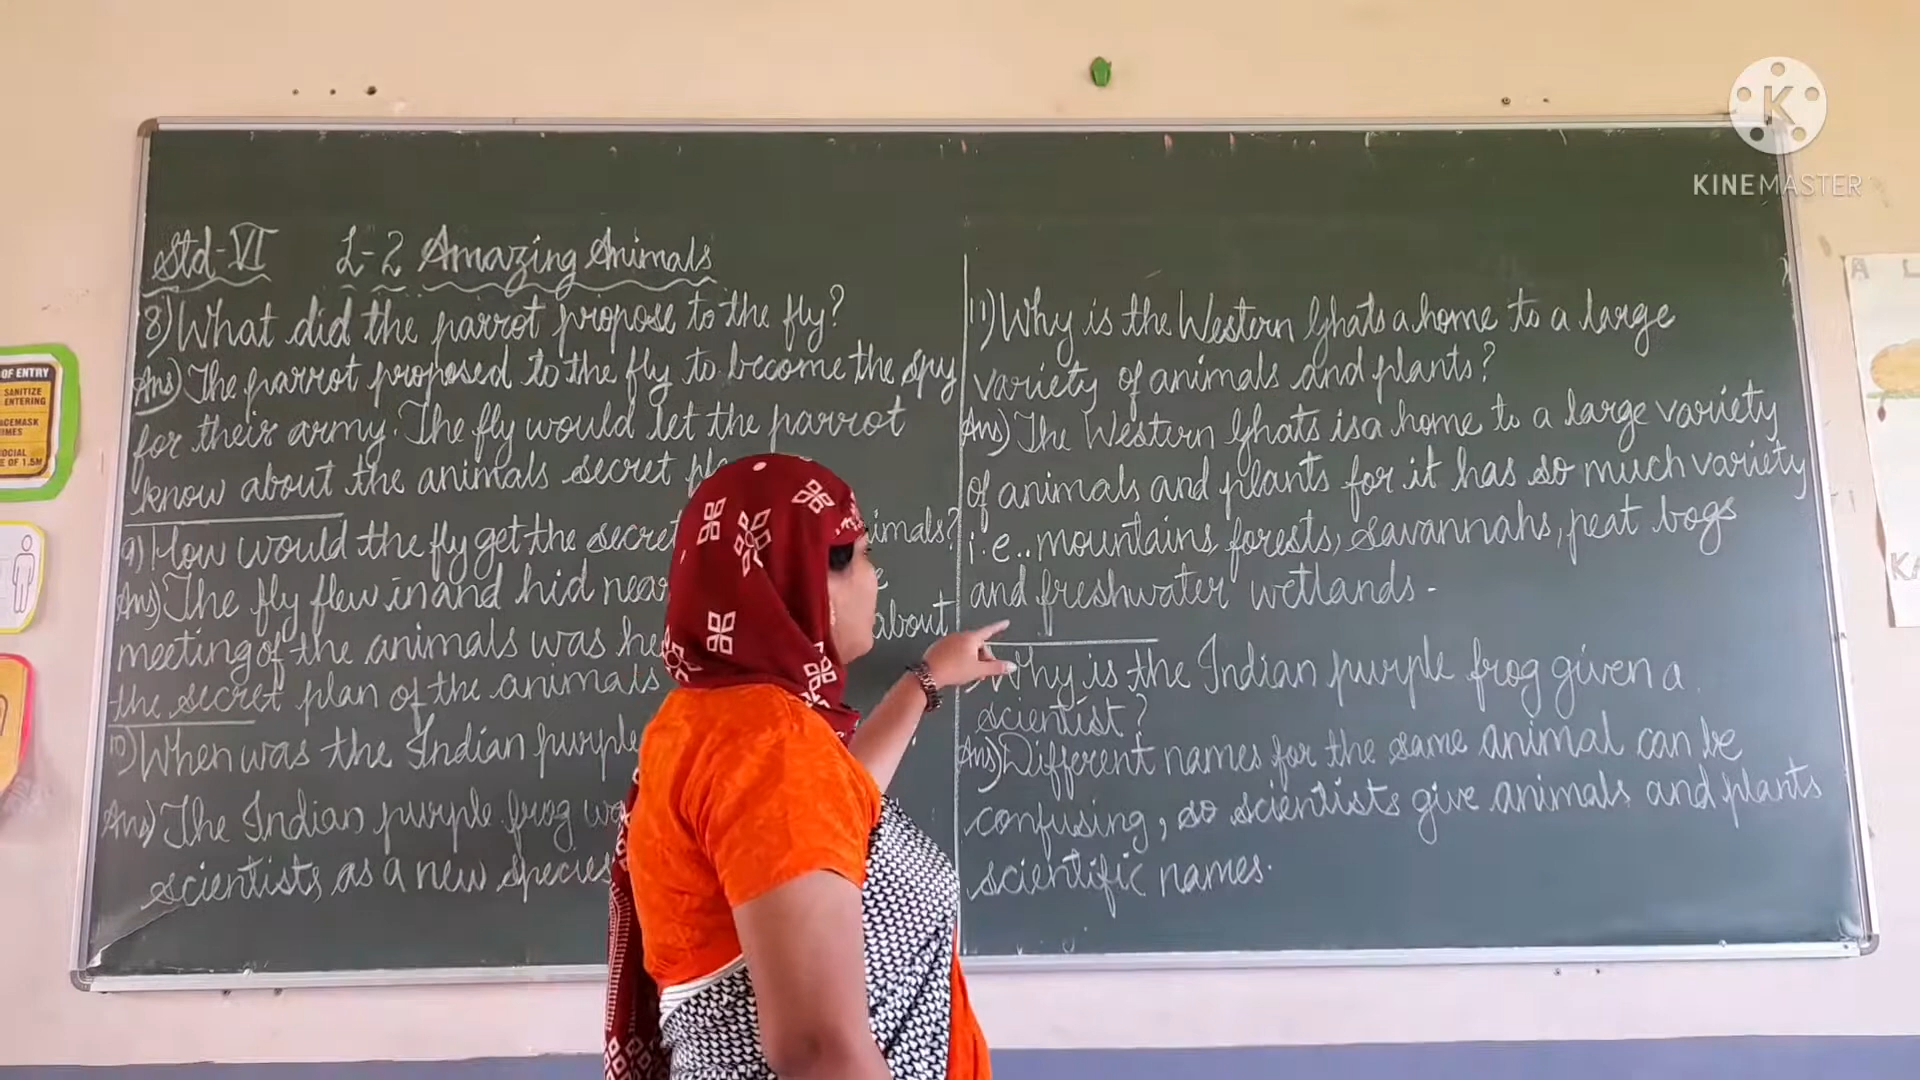 Std-VI L-2 Amazing Animals
8) What did the parrot propose to the fly?
Ans) The parrot proposed to the fly to become the spy
for their army. The fly would let the parrot
know about the animals secret
9) How would the fly get the secret
Ans) The fly flew in and hid near
meeting of the animals was about
the secret plan of the animals
10) When was the Indian purple
Ans) The Indian purple frog
scientists as a new species
11) Why is the Western Ghats a home to a large
variety of animals and plants?
Ans) The Western Ghats is a home to a large variety
of animals and plants for it has so much variety
i.e.. mountains, forests, savannahs, peat bogs
and freshwater wetlands.
Why is the Indian purple frog given a
scientist?
Ans) Different names for the same animal can be
confusing, so scientists give animals and plants
scientific names.
OF ENTRY
SANITIZE
ENTERING
KINEMASTER